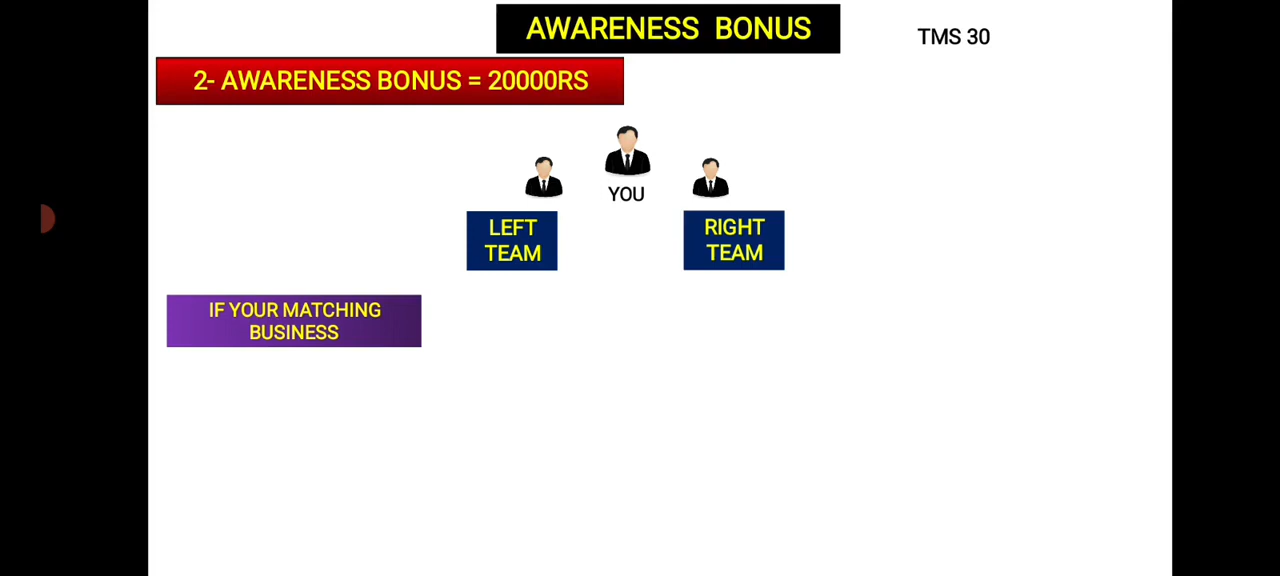 AWARENESS BONUS
TMS 30
2- AWARENESS BONUS = 20000RS
YOU
LEFT
TEAM
RIGHT
TEAM
IF YOUR MATCHING
BUSINESS